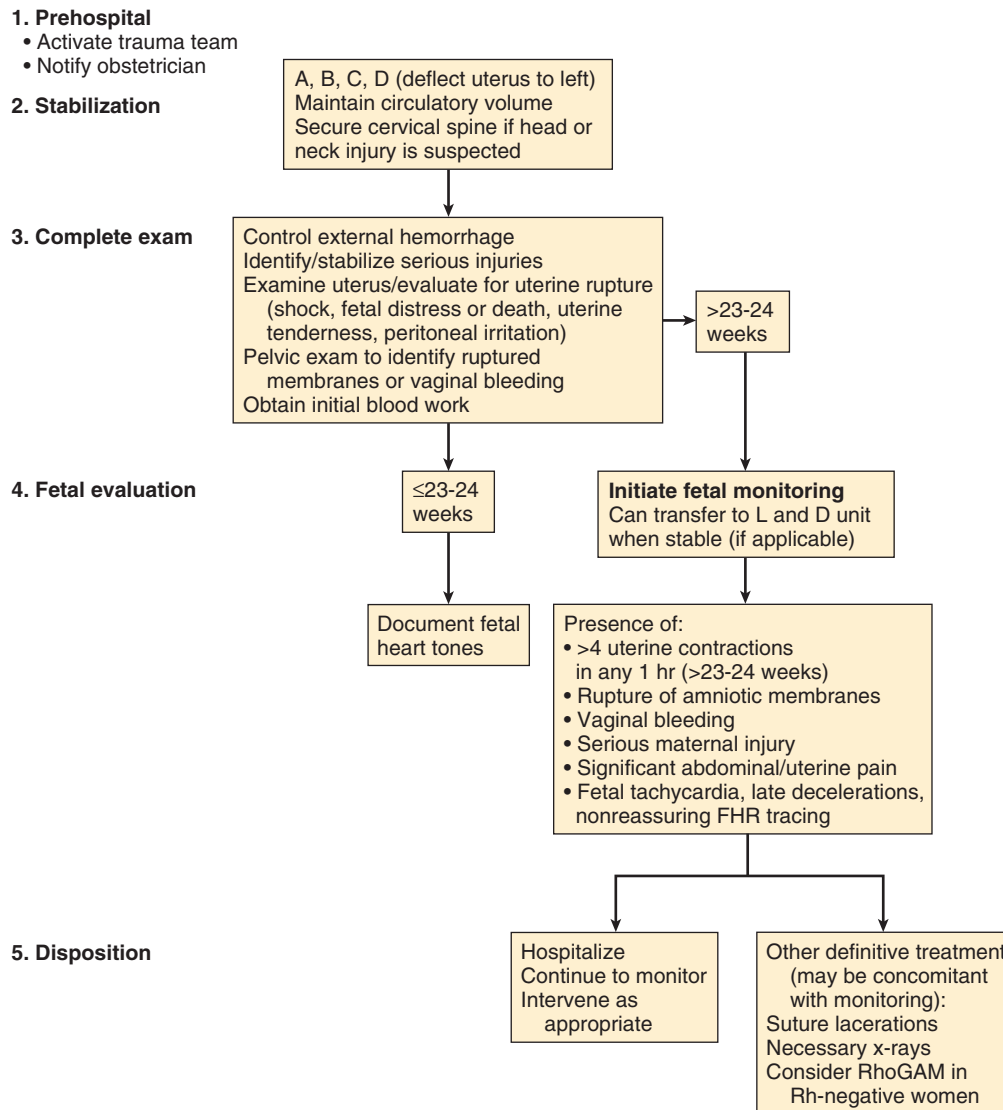 1. Prehospital
• Activate trauma team
• Notify obstetrician
2. Stabilization
A, B, C, D (deflect uterus to left)
Maintain circulatory volume
Secure cervical spine if head or
neck injury is suspected
3. Complete exam
Control external hemorrhage
Identify/stabilize serious injuries
Examine uterus/evaluate for uterine rupture
(shock, fetal distress or death, uterine
tenderness, peritoneal irritation)
Pelvic exam to identify ruptured
membranes or vaginal bleeding
Obtain initial blood work
>23-24
weeks
4. Fetal evaluation
≤23-24
weeks
Initiate fetal monitoring
Can transfer to L and D unit
when stable (if applicable)
Document fetal
heart tones
Presence of:
• >4 uterine contractions
in any 1 hr (>23-24 weeks)
• Rupture of amniotic membranes
• Vaginal bleeding
• Serious maternal injury
• Significant abdominal/uterine pain
• Fetal tachycardia, late decelerations,
nonreassuring FHR tracing
5. Disposition
Hospitalize
Continue to monitor
Intervene as
appropriate
Other definitive treatment
(may be concomitant
with monitoring):
Suture lacerations
Necessary x-rays
Consider RhoGAM in
Rh-negative women